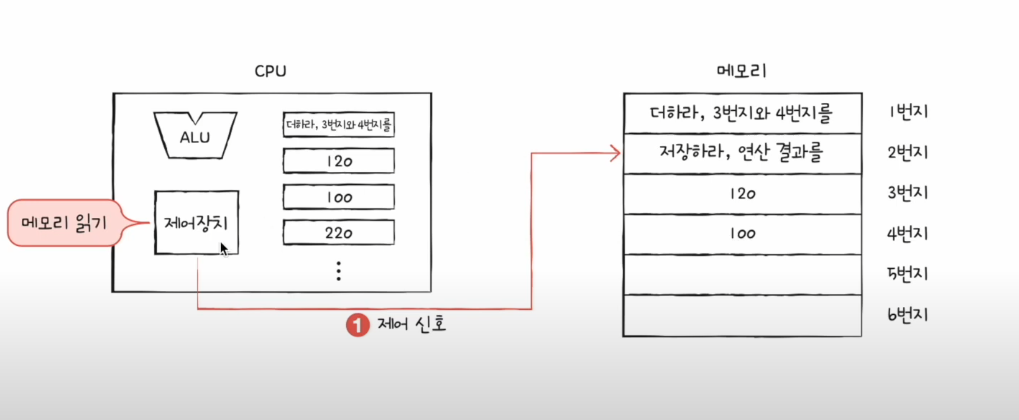 CPU
ALU
더하라, 3번지와 4번지를
120
100
220
제어장치
메모리 읽기
1 제어 신호
메모리
더하라, 3번지와 4번지를 1번지
저장하라, 연산 결과를 2번지
120 3번지
100 4번지
5번지
6번지